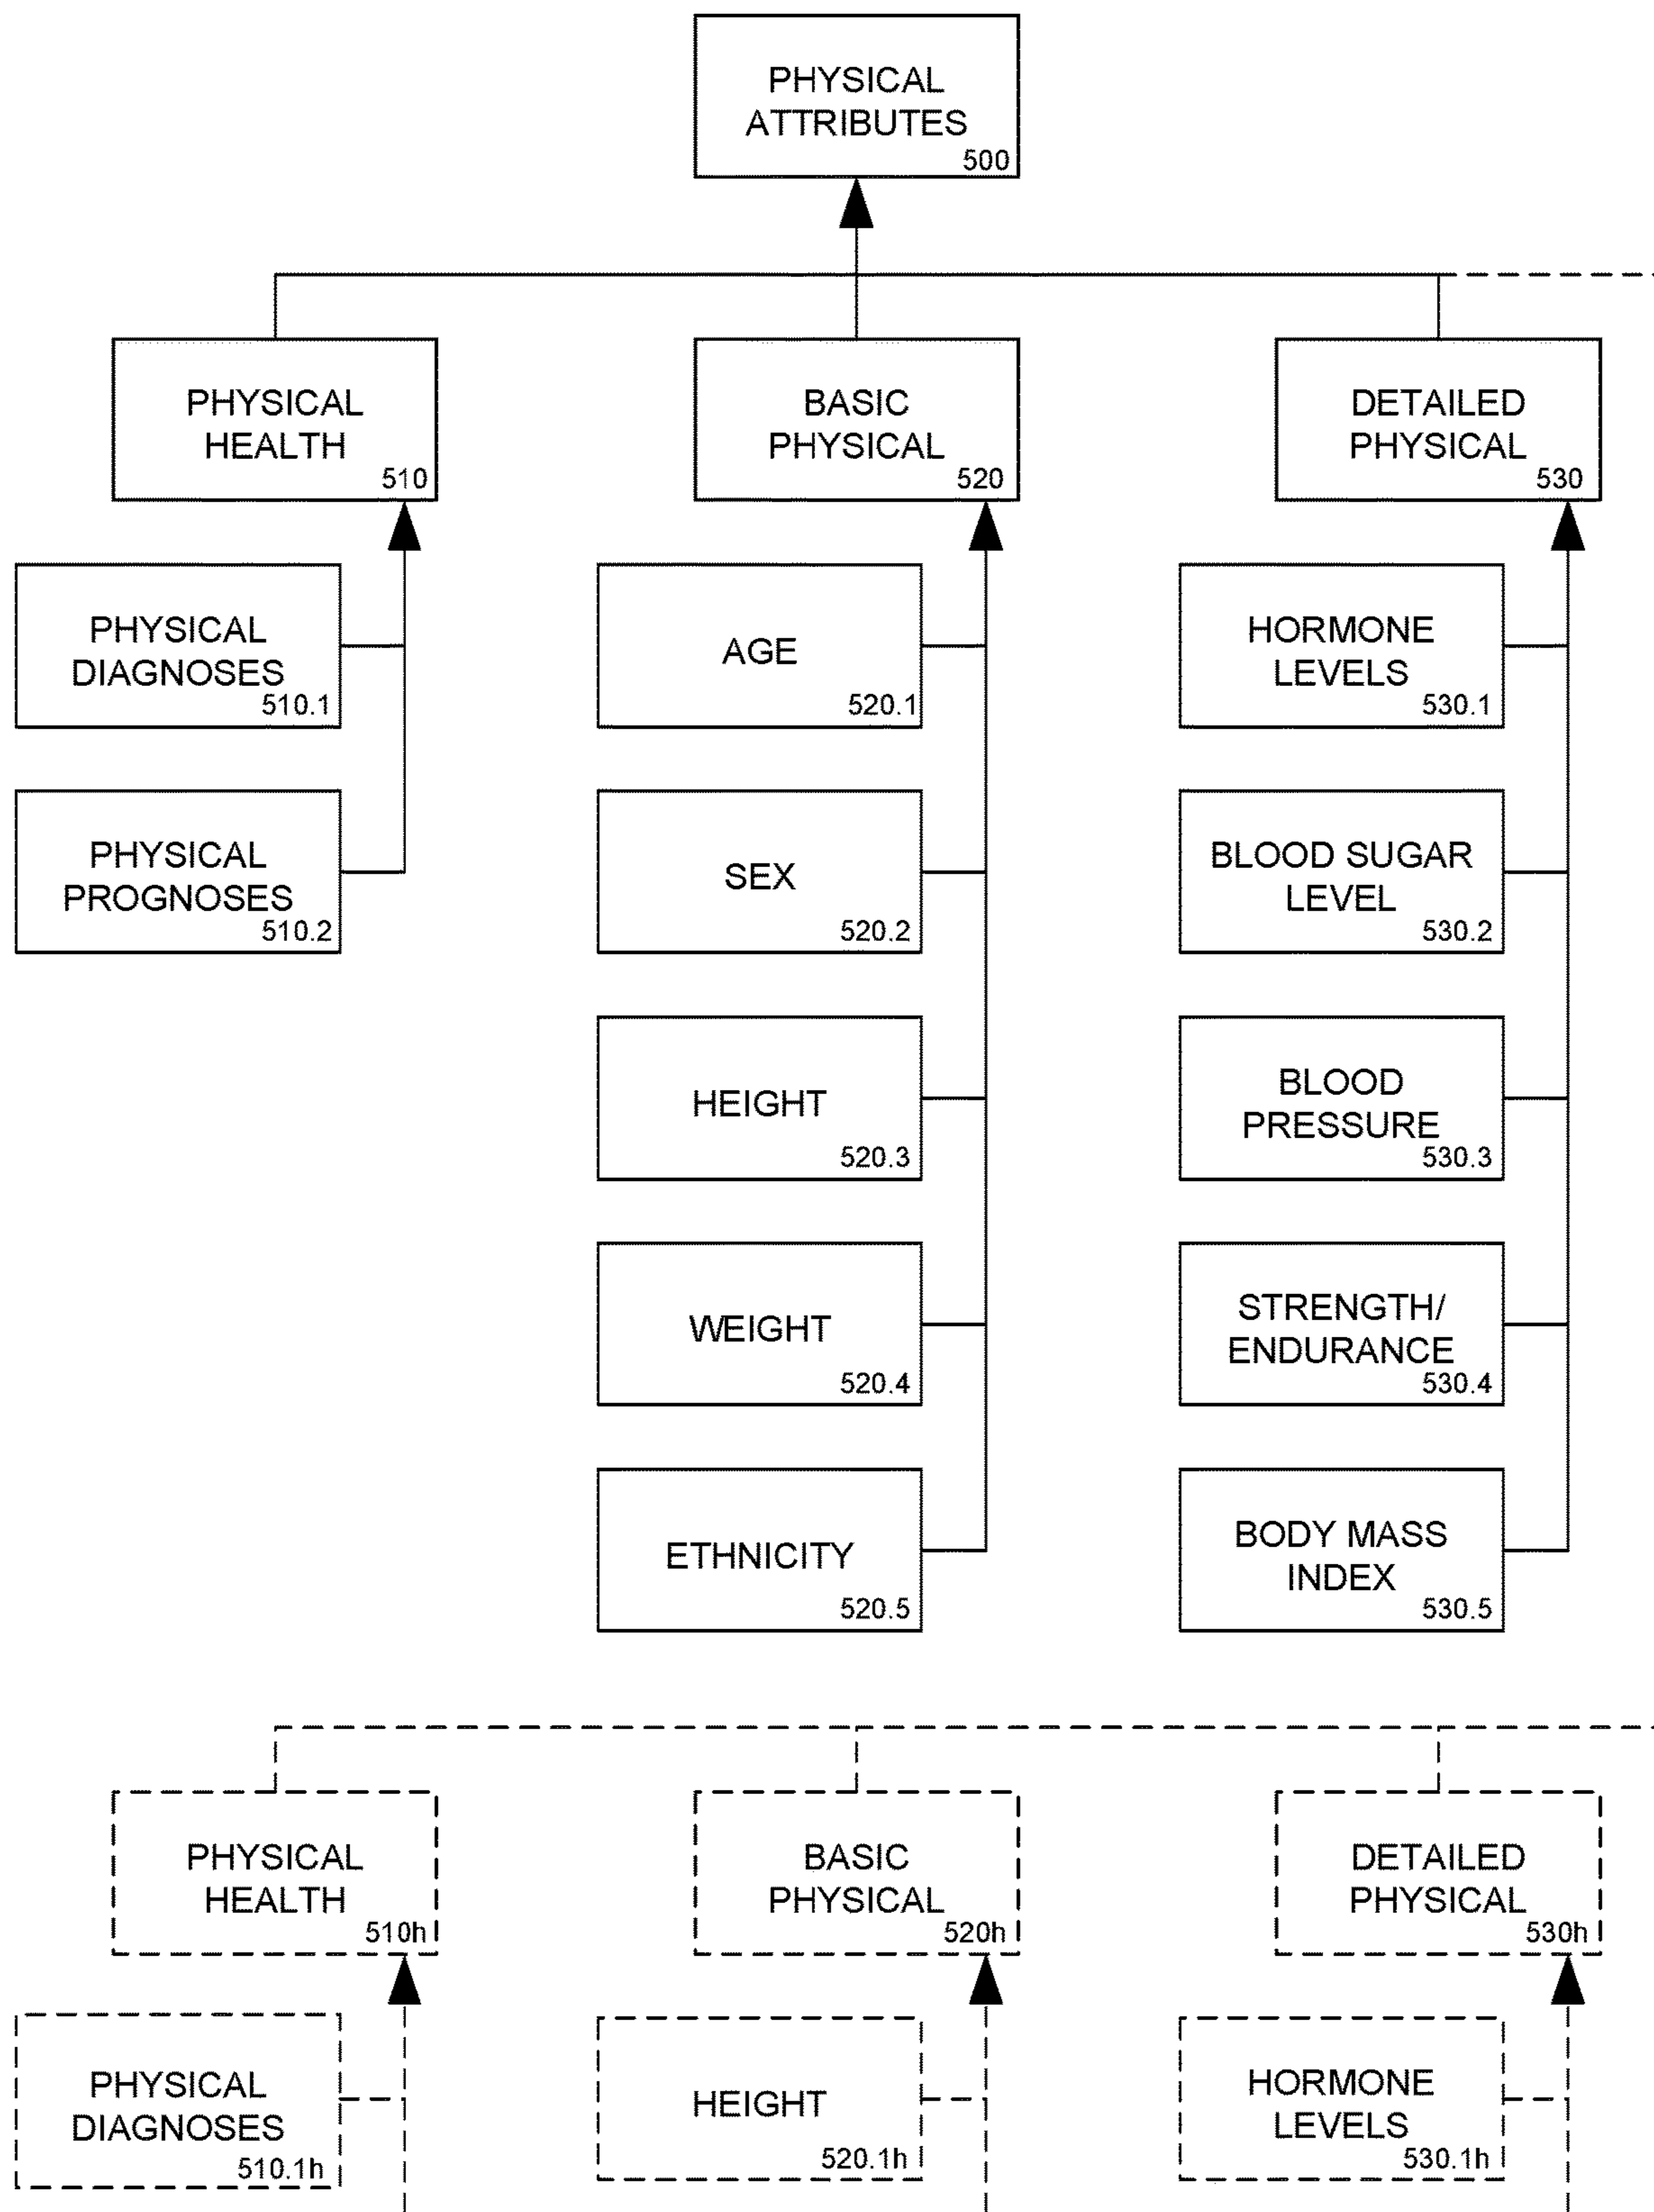 PHYSICAL
ATTRIBUTES
500
PHYSICAL
HEALTH
510
BASIC
PHYSICAL
520
DETAILED
PHYSICAL
530
PHYSICAL
DIAGNOSES
510.1
AGE
520.1
HORMONE
LEVELS
530.1
PHYSICAL
PROGNOSES
510.2
SEX
520.2
BLOOD SUGAR
LEVEL
530.2
HEIGHT
520.3
BLOOD
PRESSURE
530.3
WEIGHT
520.4
STRENGTH/
ENDURANCE
530.4
ETHNICITY
520.5
BODY MASS
INDEX
530.5
PHYSICAL
HEALTH
510h
BASIC
PHYSICAL
520h
DETAILED
PHYSICAL
530h
PHYSICAL
DIAGNOSES
510.1h
HEIGHT
520.1h
HORMONE
LEVELS
530.1h